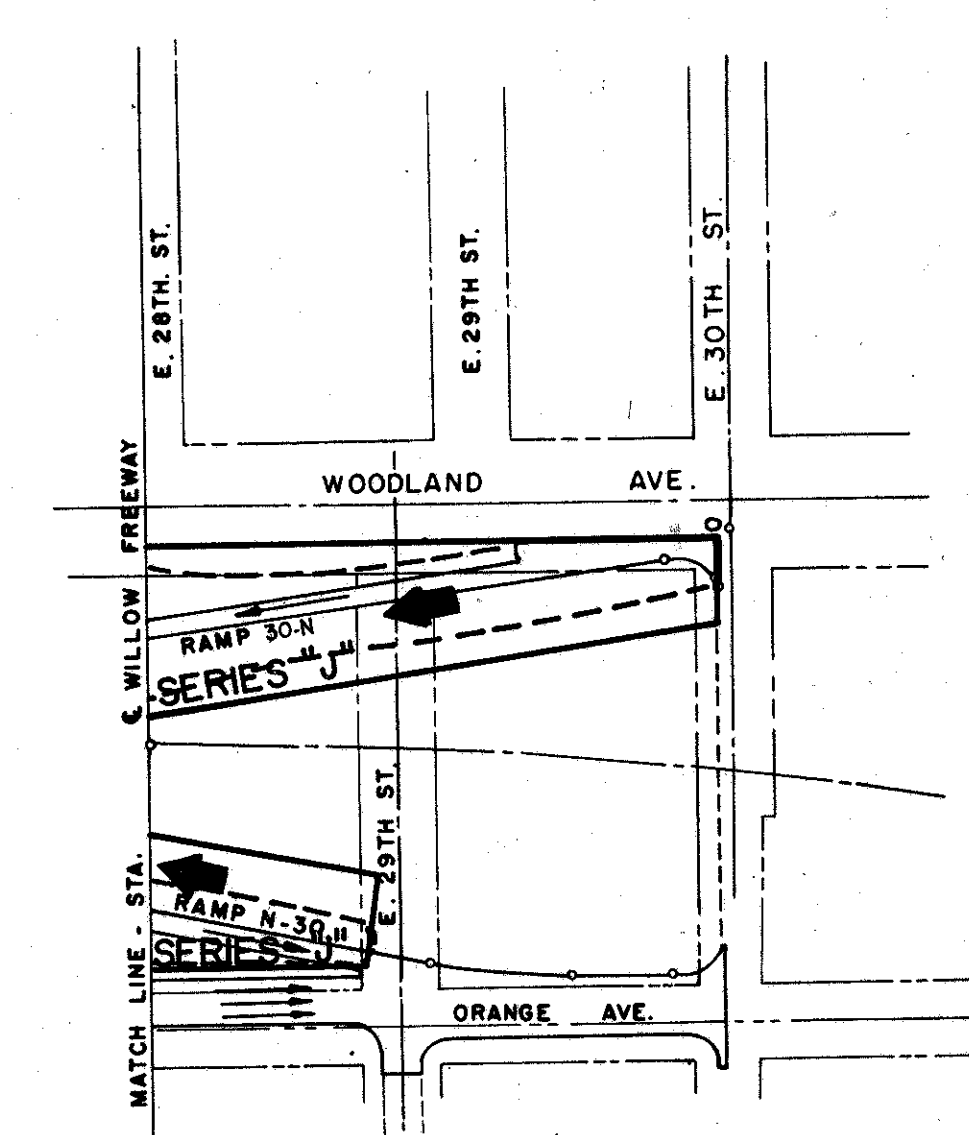 E. 28TH. ST.
E. 29TH ST.
E. 30TH ST.
WOODLAND AVE.
℄ WILLOW FREEWAY
RAMP 30-N
SERIES "J"
E. 29TH ST.
RAMP N-30
SERIES "J"
MATCH LINE - STA.
ORANGE AVE.
O